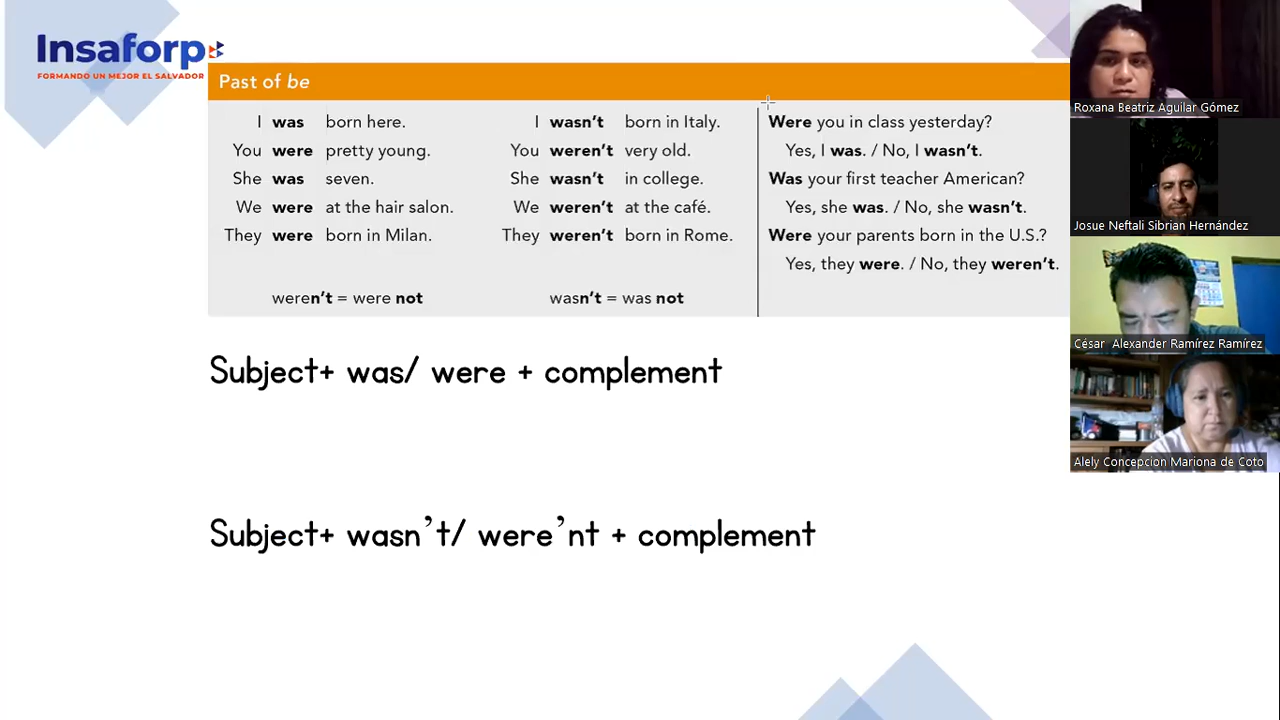 Insaforp
FORMANDO UN MEJOR EL SALVADOR
Past of be
I was born here.
You were pretty young.
She was seven.
We were at the hair salon.
They were born in Milan.
weren't = were not
I wasn't born in Italy.
You weren't very old.
She wasn't in college.
We weren't at the café.
They weren't born in Rome.
wasn't = was not
Were you in class yesterday?
Yes, I was. / No, I wasn't.
Was your first teacher American?
Yes, she was. / No, she wasn't.
Were your parents born in the U.S.?
Yes, they were. / No, they weren't.
Subject+ was/ were + complement
Subject+ wasn't/ were'nt + complement
Roxana Beatriz Aguilar Gómez
Josue Neftali Sibrian Hernández
César Alexander Ramírez Ramírez
Alely Concepcion Mariona de Coto